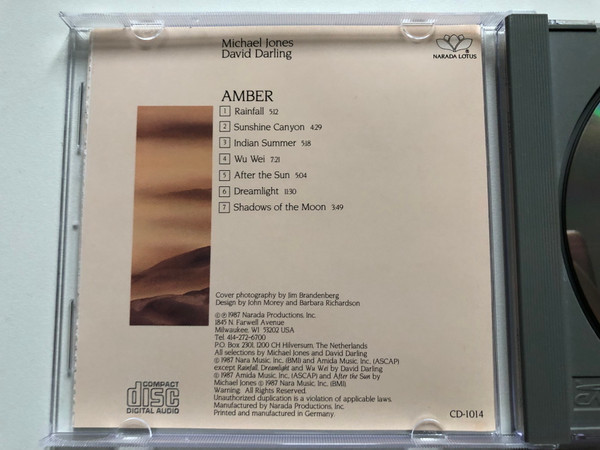 Michael Jones
David Darling
NARADA LOTUS
AMBER
1 Rainfall 5:12
2 Sunshine Canyon 4:29
3 Indian Summer 5:18
4 Wu Wei 7:21
5 After the Sun 5:04
6 Dreamlight 11:30
7 Shadows of the Moon 3:49
Cover photography by Jim Brandenberg
Design by John Morey and Barbara Richardson
© ℗ 1987 Narada Productions, Inc.
1845 N. Farwell Avenue
Milwaukee, WI 53202 USA
Tel: 414-272-6700
P.O. Box 2301, 1200 CH Hilversum, The Netherlands
All selections by Michael Jones and David Darling
© 1987 Nara Music, Inc. (BMI) and Amida Music, Inc. (ASCAP)
except Rainfall, Dreamlight and Wu Wei by David Darling
© 1987 Amida Music, Inc. (ASCAP) and After the Sun by
Michael Jones © 1987 Nara Music, Inc. (BMI).
Warning: All Rights Reserved.
Unauthorized duplication is a violation of applicable laws.
Manufactured by Narada Productions, Inc.
Printed and manufactured in Germany.
COMPACT
disc
DIGITAL AUDIO
CD-1014